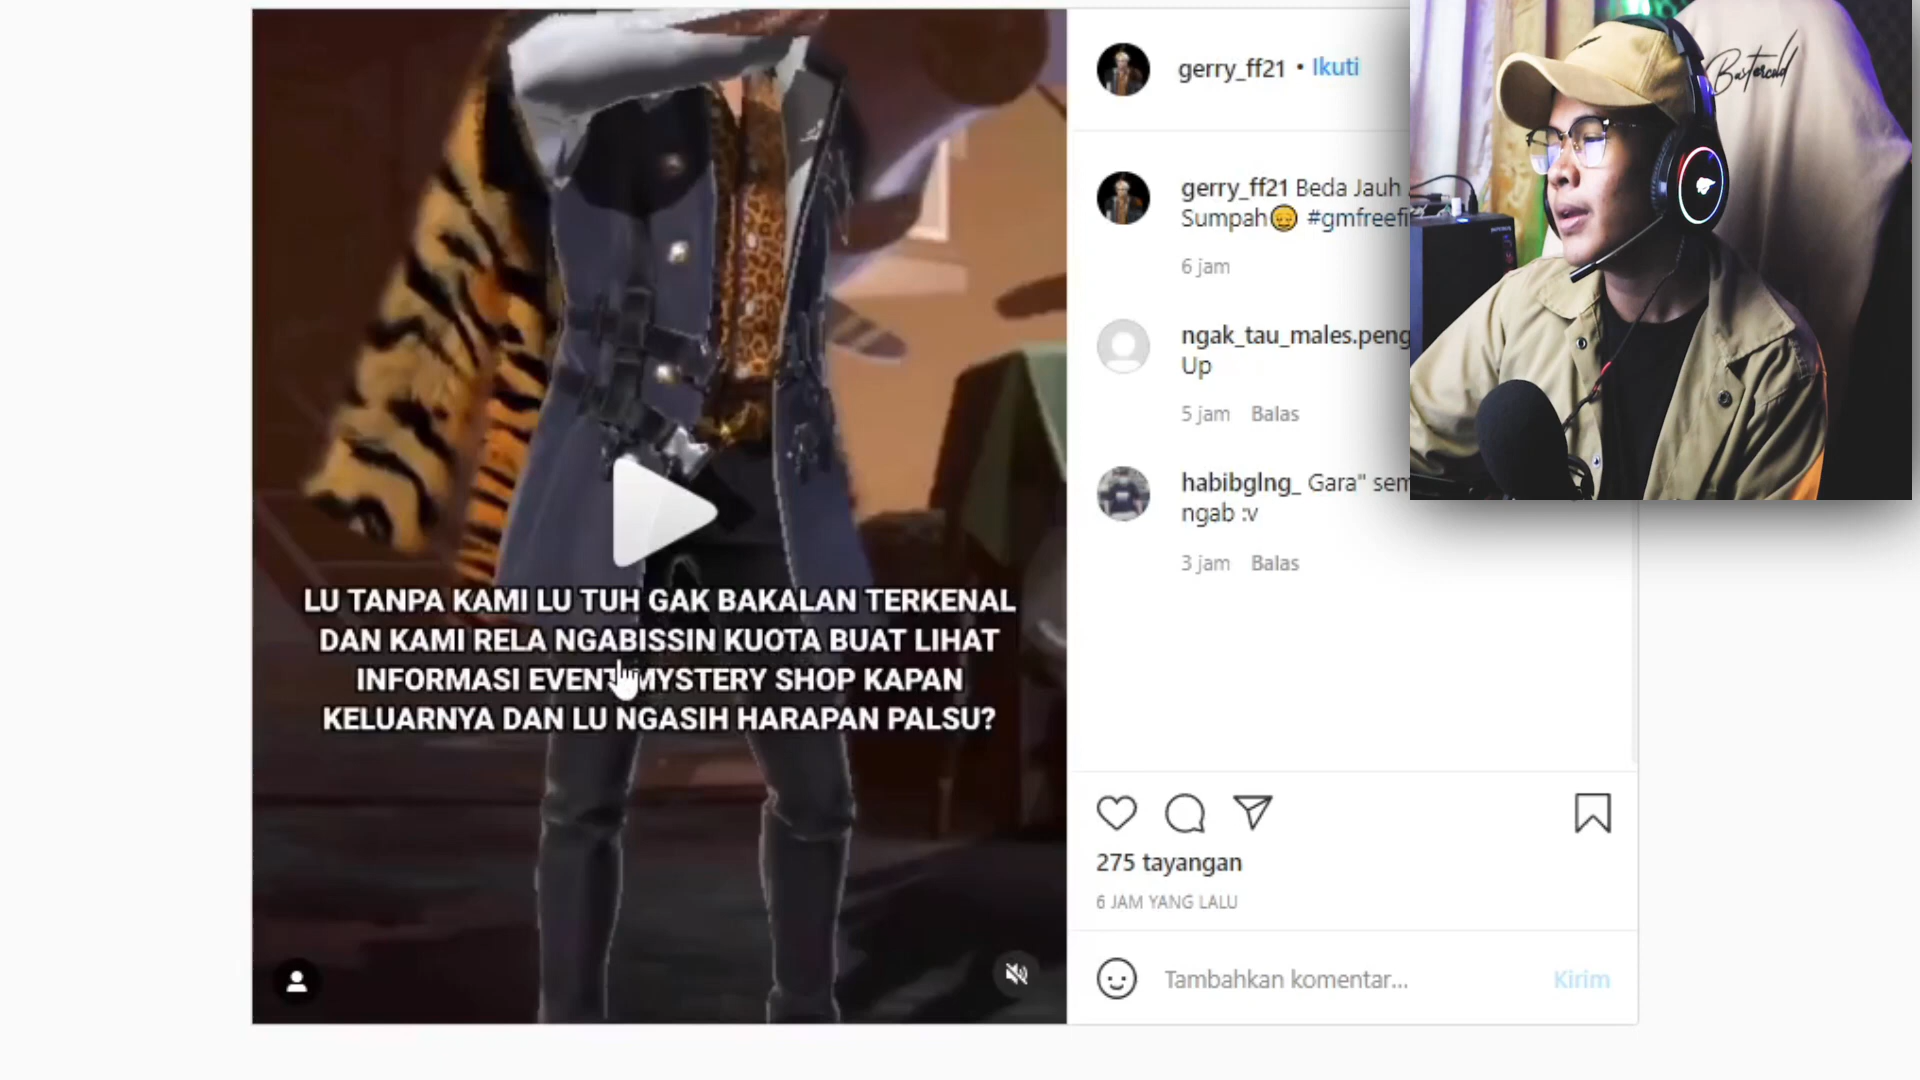 LU TANPA KAMI LU TUH GAK BAKALAN TERKENAL
DAN KAMI RELA NGABISSIN KUOTA BUAT LIHAT
INFORMASI EVENT MYSTERY SHOP KAPAN
KELUARNYA DAN LU NGASIH HARAPAN PALSU?
gerry_ff21 • Ikuti
gerry_ff21 Beda Jauh
Sumpah😔 #gmfreefi
6 jam
ngak_tau_males.peng
Up
5 jam Balas
habibglng_ Gara" sem
ngab :v
3 jam Balas
275 tayangan
6 JAM YANG LALU
Tambahkan komentar... Kirim